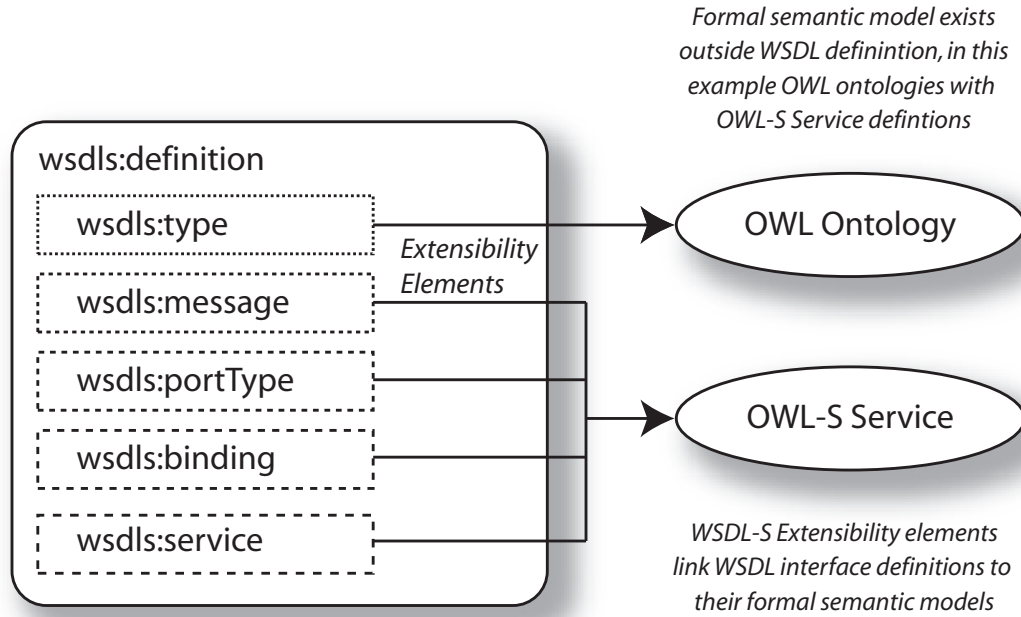 Formal semantic model exists
outside WSDL definintion, in this
example OWL ontologies with
OWL-S Service defintions
wsdls:definition
wsdls:type
OWL Ontology
Extensibility
Elements
wsdls:message
wsdls:portType
OWL-S Service
wsdls:binding
wsdls:service
WSDL-S Extensibility elements
link WSDL interface definitions to
their formal semantic models